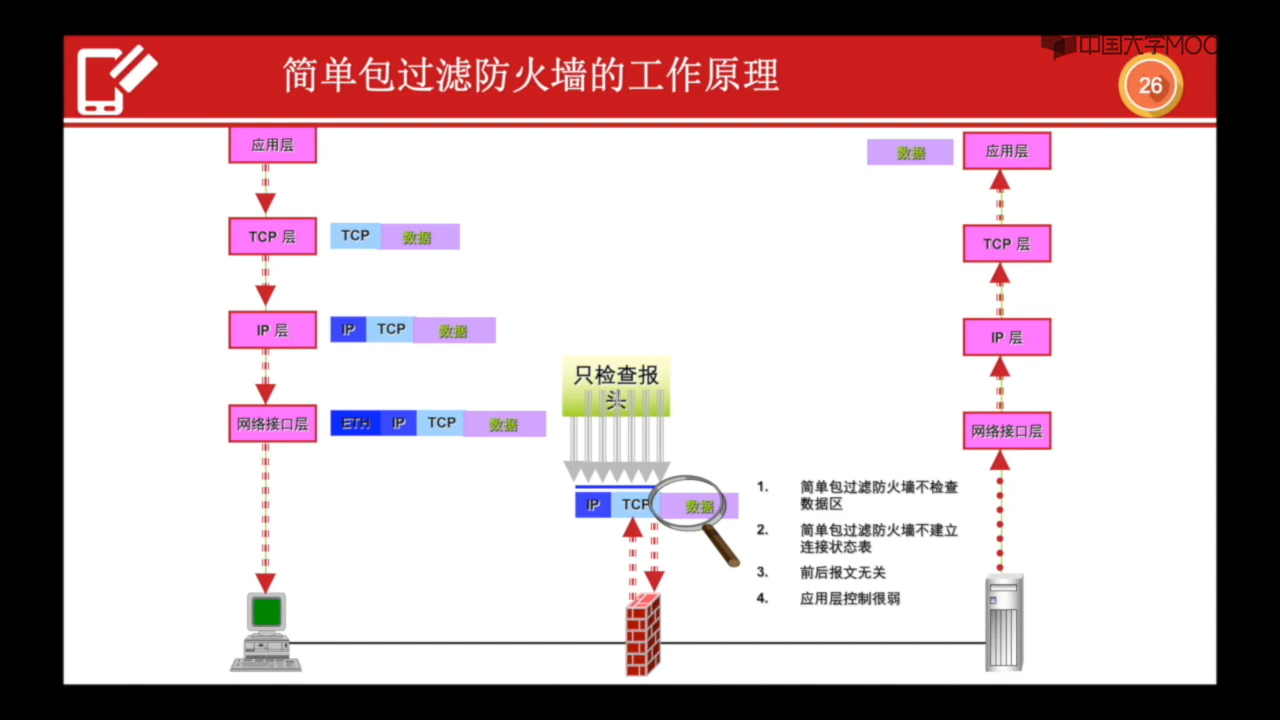 中国大学MOOC
简单包过滤防火墙的工作原理
26
应用层
TCP 层
TCP 数据
IP 层
IP TCP 数据
网络接口层
ETH IP TCP 数据
只检查报
头
IP TCP 数据
1. 简单包过滤防火墙不检查
数据区
2. 简单包过滤防火墙不建立
连接状态表
3. 前后报文无关
4. 应用层控制很弱
数据
应用层
TCP 层
IP 层
网络接口层